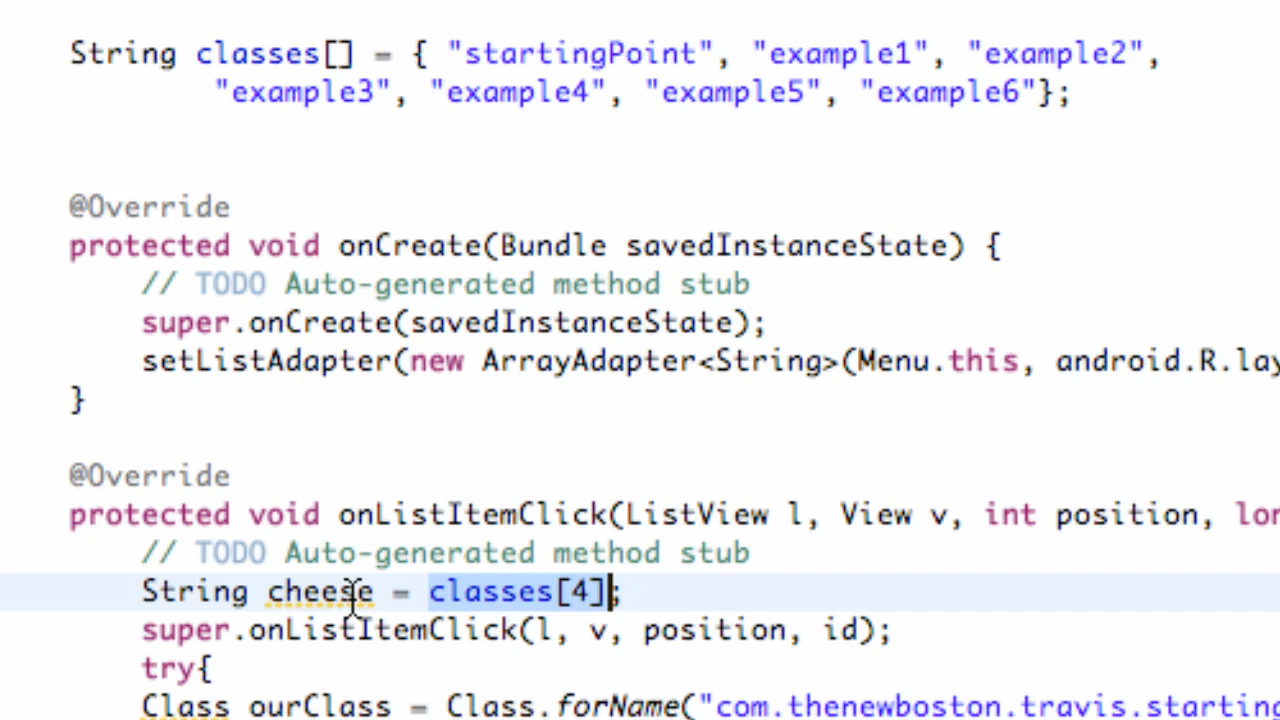 String classes[] = { "startingPoint", "example1", "example2",
"example3", "example4", "example5", "example6"};
@Override
protected void onCreate(Bundle savedInstanceState) {
// TODO Auto-generated method stub
super.onCreate(savedInstanceState);
setListAdapter(new ArrayAdapter<String>(Menu.this, android.R.lay
}
@Override
protected void onListItemClick(ListView l, View v, int position, lon
// TODO Auto-generated method stub
String cheese = classes[4];
super.onListItemClick(l, v, position, id);
try{
Class ourClass = Class.forName("com.thenewboston.travis.starting